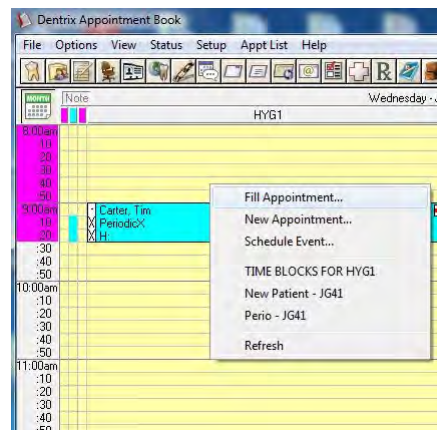 Dentrix Appointment Book
File Options View Status Setup Appt List Help
MONTH
Note
Wednesday -
HYG1
8:00am
:10
:20
:30
:40
:50
9:00am
:10
:20
:30
:40
:50
10:00am
:10
:20
:30
:40
:50
11:00am
:10
:20
:30
:40
:50
Carter, Tim
PeriodicX
H:
Fill Appointment...
New Appointment...
Schedule Event...
TIME BLOCKS FOR HYG1
New Patient - JG41
Perio - JG41
Refresh